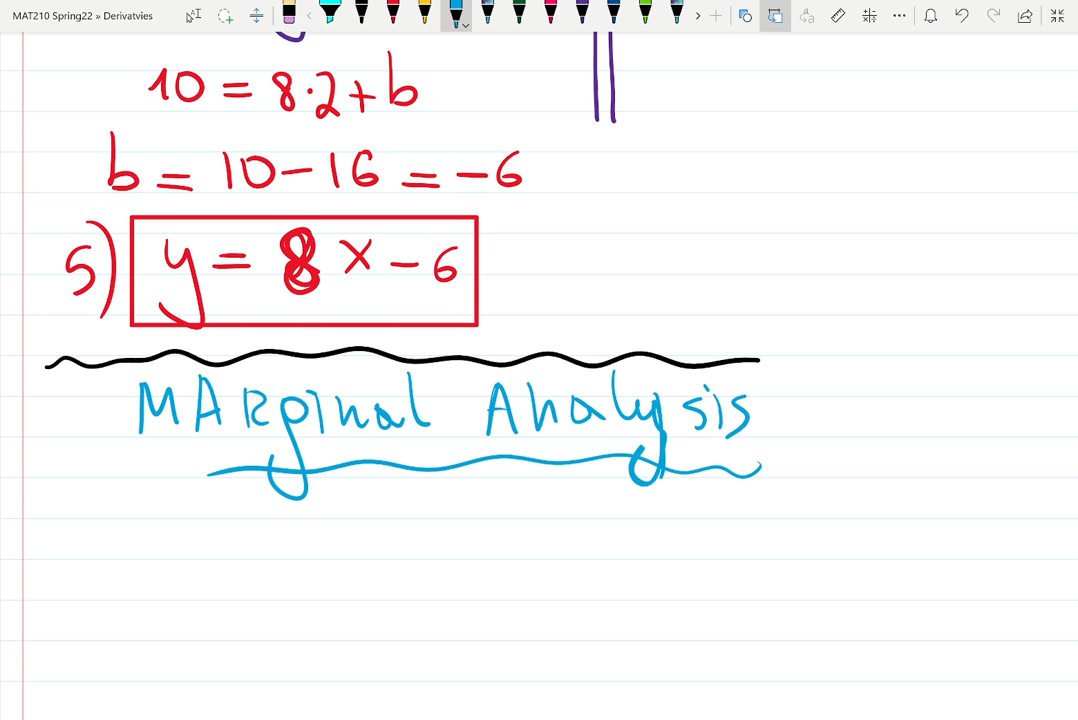 MAT210 Spring22 » Derivatvies
10 = 8·2+b
b = 10-16 = -6
5) y = 8x-6
MARginal Analysis